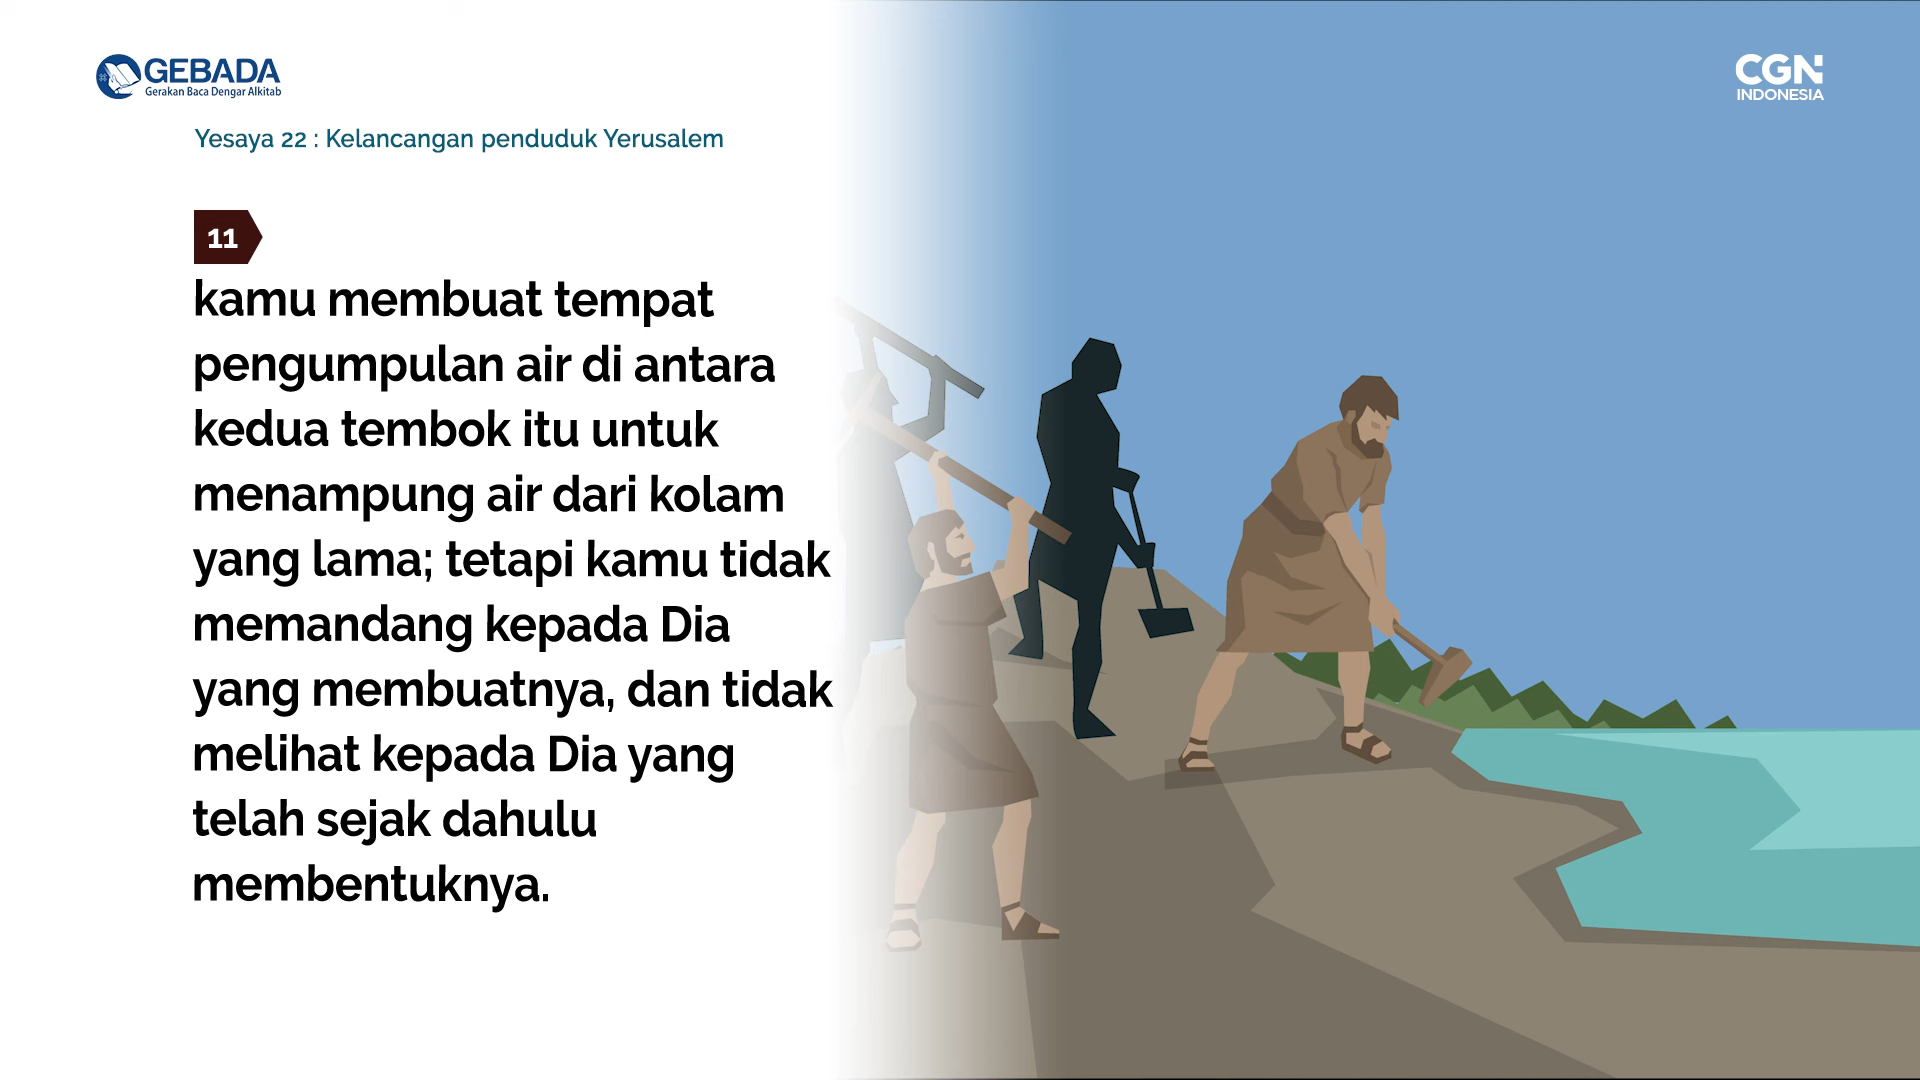 GEBADA
Gerakan Baca Dengar Alkitab
CGN
INDONESIA
Yesaya 22 : Kelancangan penduduk Yerusalem
11
kamu membuat tempat
pengumpulan air di antara
kedua tembok itu untuk
menampung air dari kolam
yang lama; tetapi kamu tidak
memandang kepada Dia
yang membuatnya, dan tidak
melihat kepada Dia yang
telah sejak dahulu
membentuknya.